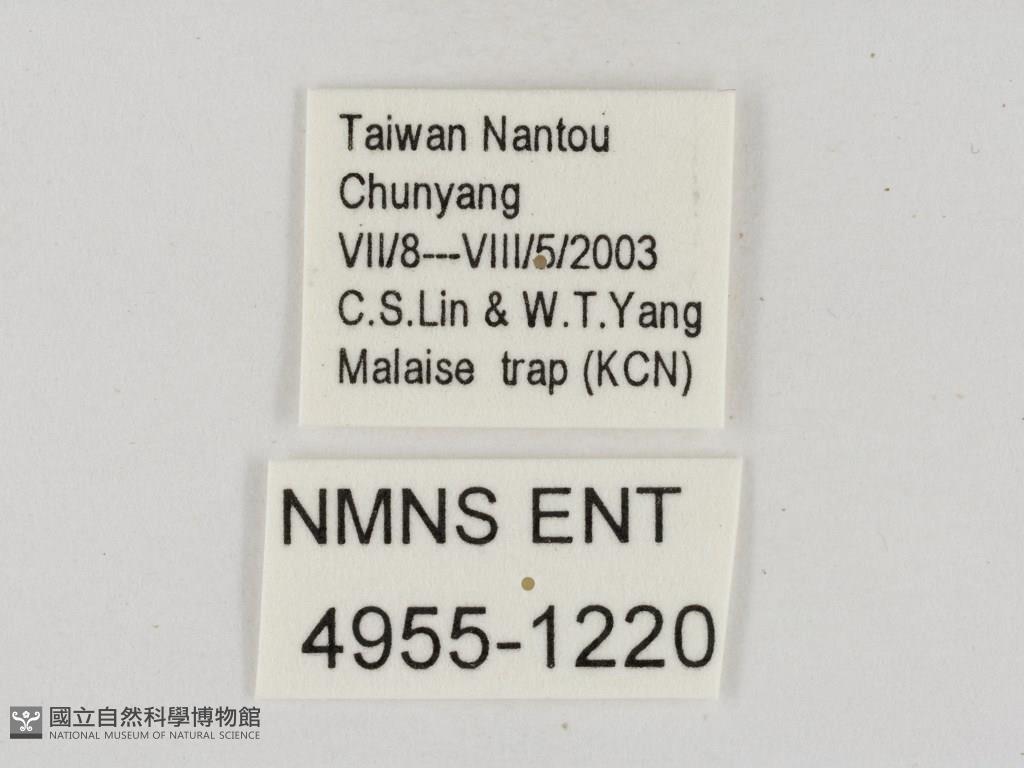 Taiwan Nantou
Chunyang
VII/8---VIII/5/2003
C.S.Lin & W.T.Yang
Malaise trap (KCN)
NMNS ENT
4955-1220
國立自然科學博物館
NATIONAL MUSEUM OF NATURAL SCIENCE